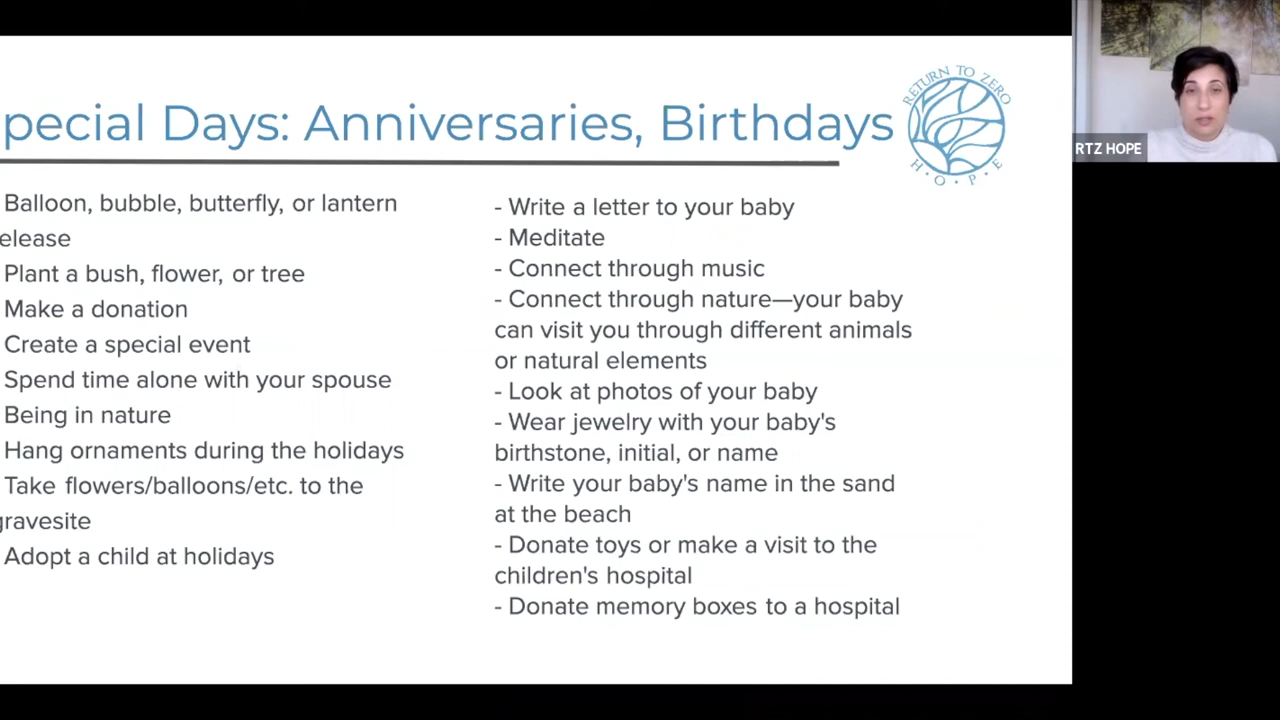 pecial Days: Anniversaries, Birthdays
RETURN TO ZERO
H·O·P·E
RTZ HOPE
Balloon, bubble, butterfly, or lantern
elease
Plant a bush, flower, or tree
Make a donation
Create a special event
Spend time alone with your spouse
Being in nature
Hang ornaments during the holidays
Take flowers/balloons/etc. to the
gravesite
Adopt a child at holidays
- Write a letter to your baby
- Meditate
- Connect through music
- Connect through nature—your baby
can visit you through different animals
or natural elements
- Look at photos of your baby
- Wear jewelry with your baby's
birthstone, initial, or name
- Write your baby's name in the sand
at the beach
- Donate toys or make a visit to the
children's hospital
- Donate memory boxes to a hospital